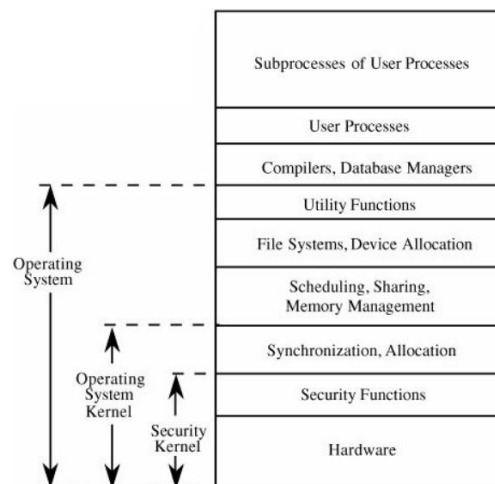 Subprocesses of User Processes
User Processes
Compilers, Database Managers
Utility Functions
File Systems, Device Allocation
Scheduling, Sharing,
Memory Management
Synchronization, Allocation
Security Functions
Hardware
Operating
System
Operating
System
Kernel
Security
Kernel